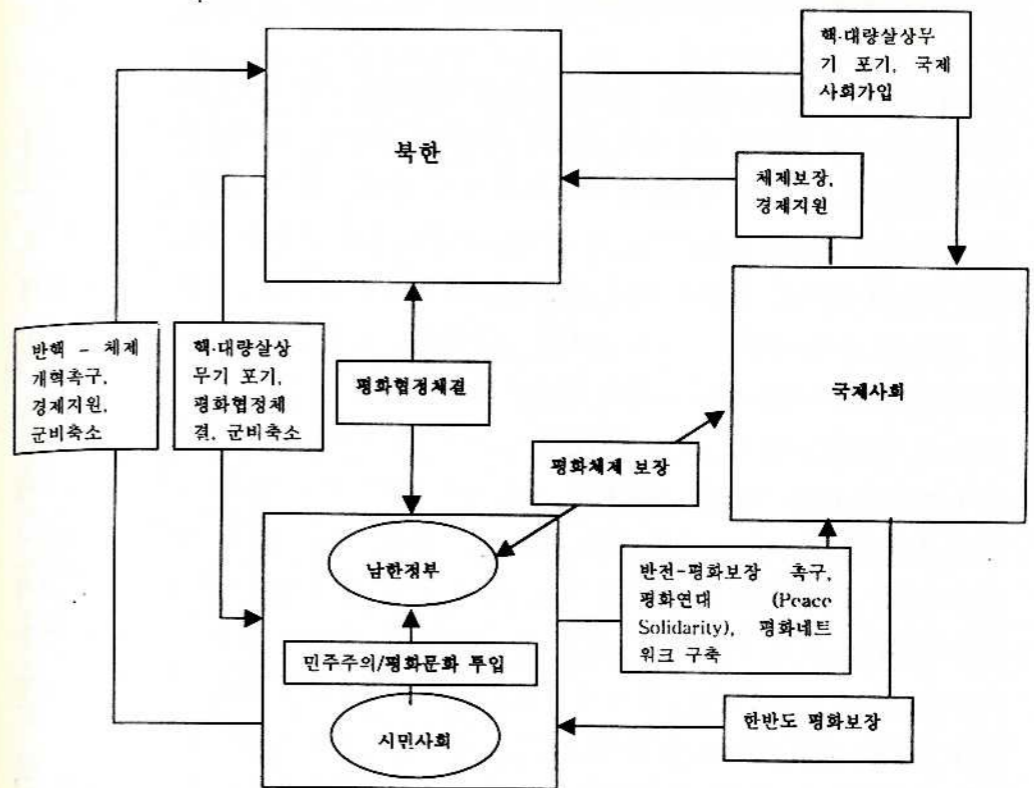 핵·대량살상무
기 포기, 국제
사회가입
북한
체제보장,
경제지원
반핵 - 체제
개혁촉구,
경제지원,
군비축소
핵·대량살상
무기 포기,
평화협정체
결, 군비축소
평화협정체결
국제사회
평화체제 보장
남한정부
반전-평화보장 촉구,
평화연대 (Peace
Solidarity), 평화네트
워크 구축
민주주의/평화문화 투입
시민사회
한반도 평화보장